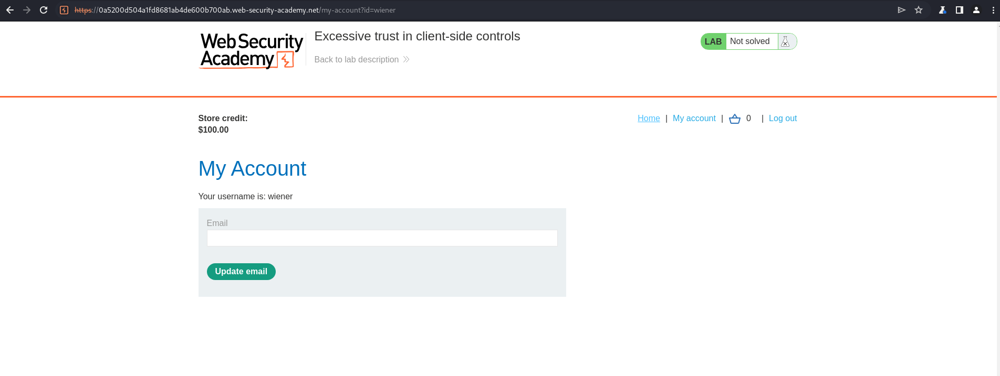 https://0a5200d504a1fd8681ab4de600b700ab.web-security-academy.net/my-account?id=wiener
Web Security
Academy
Excessive trust in client-side controls
Back to lab description
LAB Not solved
Store credit:
$100.00
Home | My account | 0 | Log out
My Account
Your username is: wiener
Email
Update email